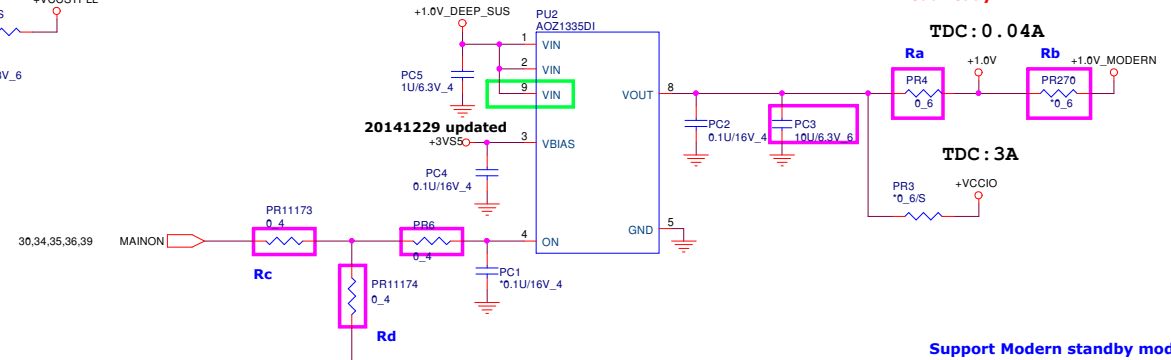 +1.0V_DEEP_SUS
PU2
AOZ1335DI
TDC:0.04A
Ra
Rb
+1.0V
+1.0V_MODERN
1
VIN
2
VIN
9
VIN
PC5
1U/6.3V_4
VOUT
8
PR4
0_6
PR270
*0_6
PC2
0.1U/16V_4
PC3
10U/6.3V_6
20141229 updated
+3VS5
3
VBIAS
TDC:3A
PC4
0.1U/16V_4
PR3
*0_6/S
+VCCIO
PR11173
0_4
PR6
0_4
30,34,35,36,39
MAINON
4
ON
GND
5
Rc
PC1
*0.1U/16V_4
PR11174
0_4
Rd
V_6
Support Modern standby mod